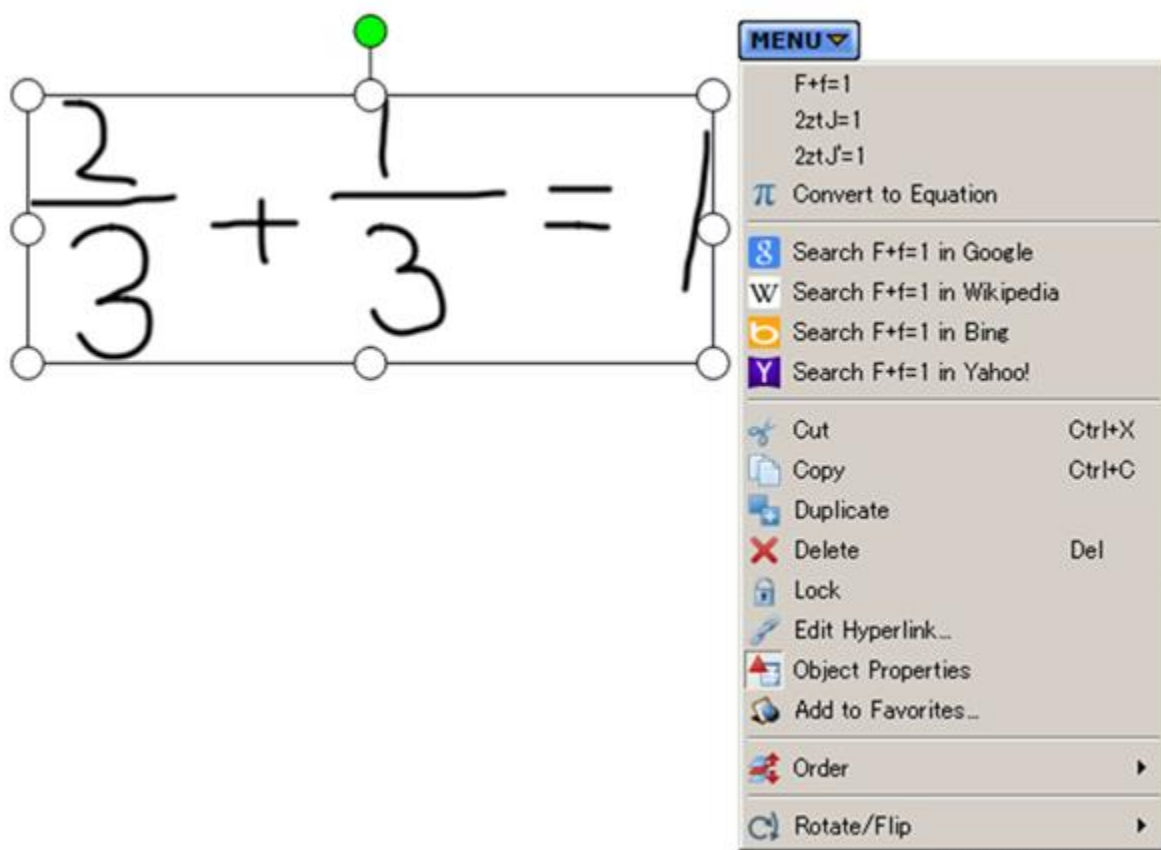 2/3 + 1/3 = 1
MENU
F+f=1
2ztJ=1
2ztJ'=1
π Convert to Equation
8 Search F+f=1 in Google
W Search F+f=1 in Wikipedia
b Search F+f=1 in Bing
Y Search F+f=1 in Yahoo!
Cut Ctrl+X
Copy Ctrl+C
Duplicate
Delete Del
Lock
Edit Hyperlink...
Object Properties
Add to Favorites...
Order
Rotate/Flip